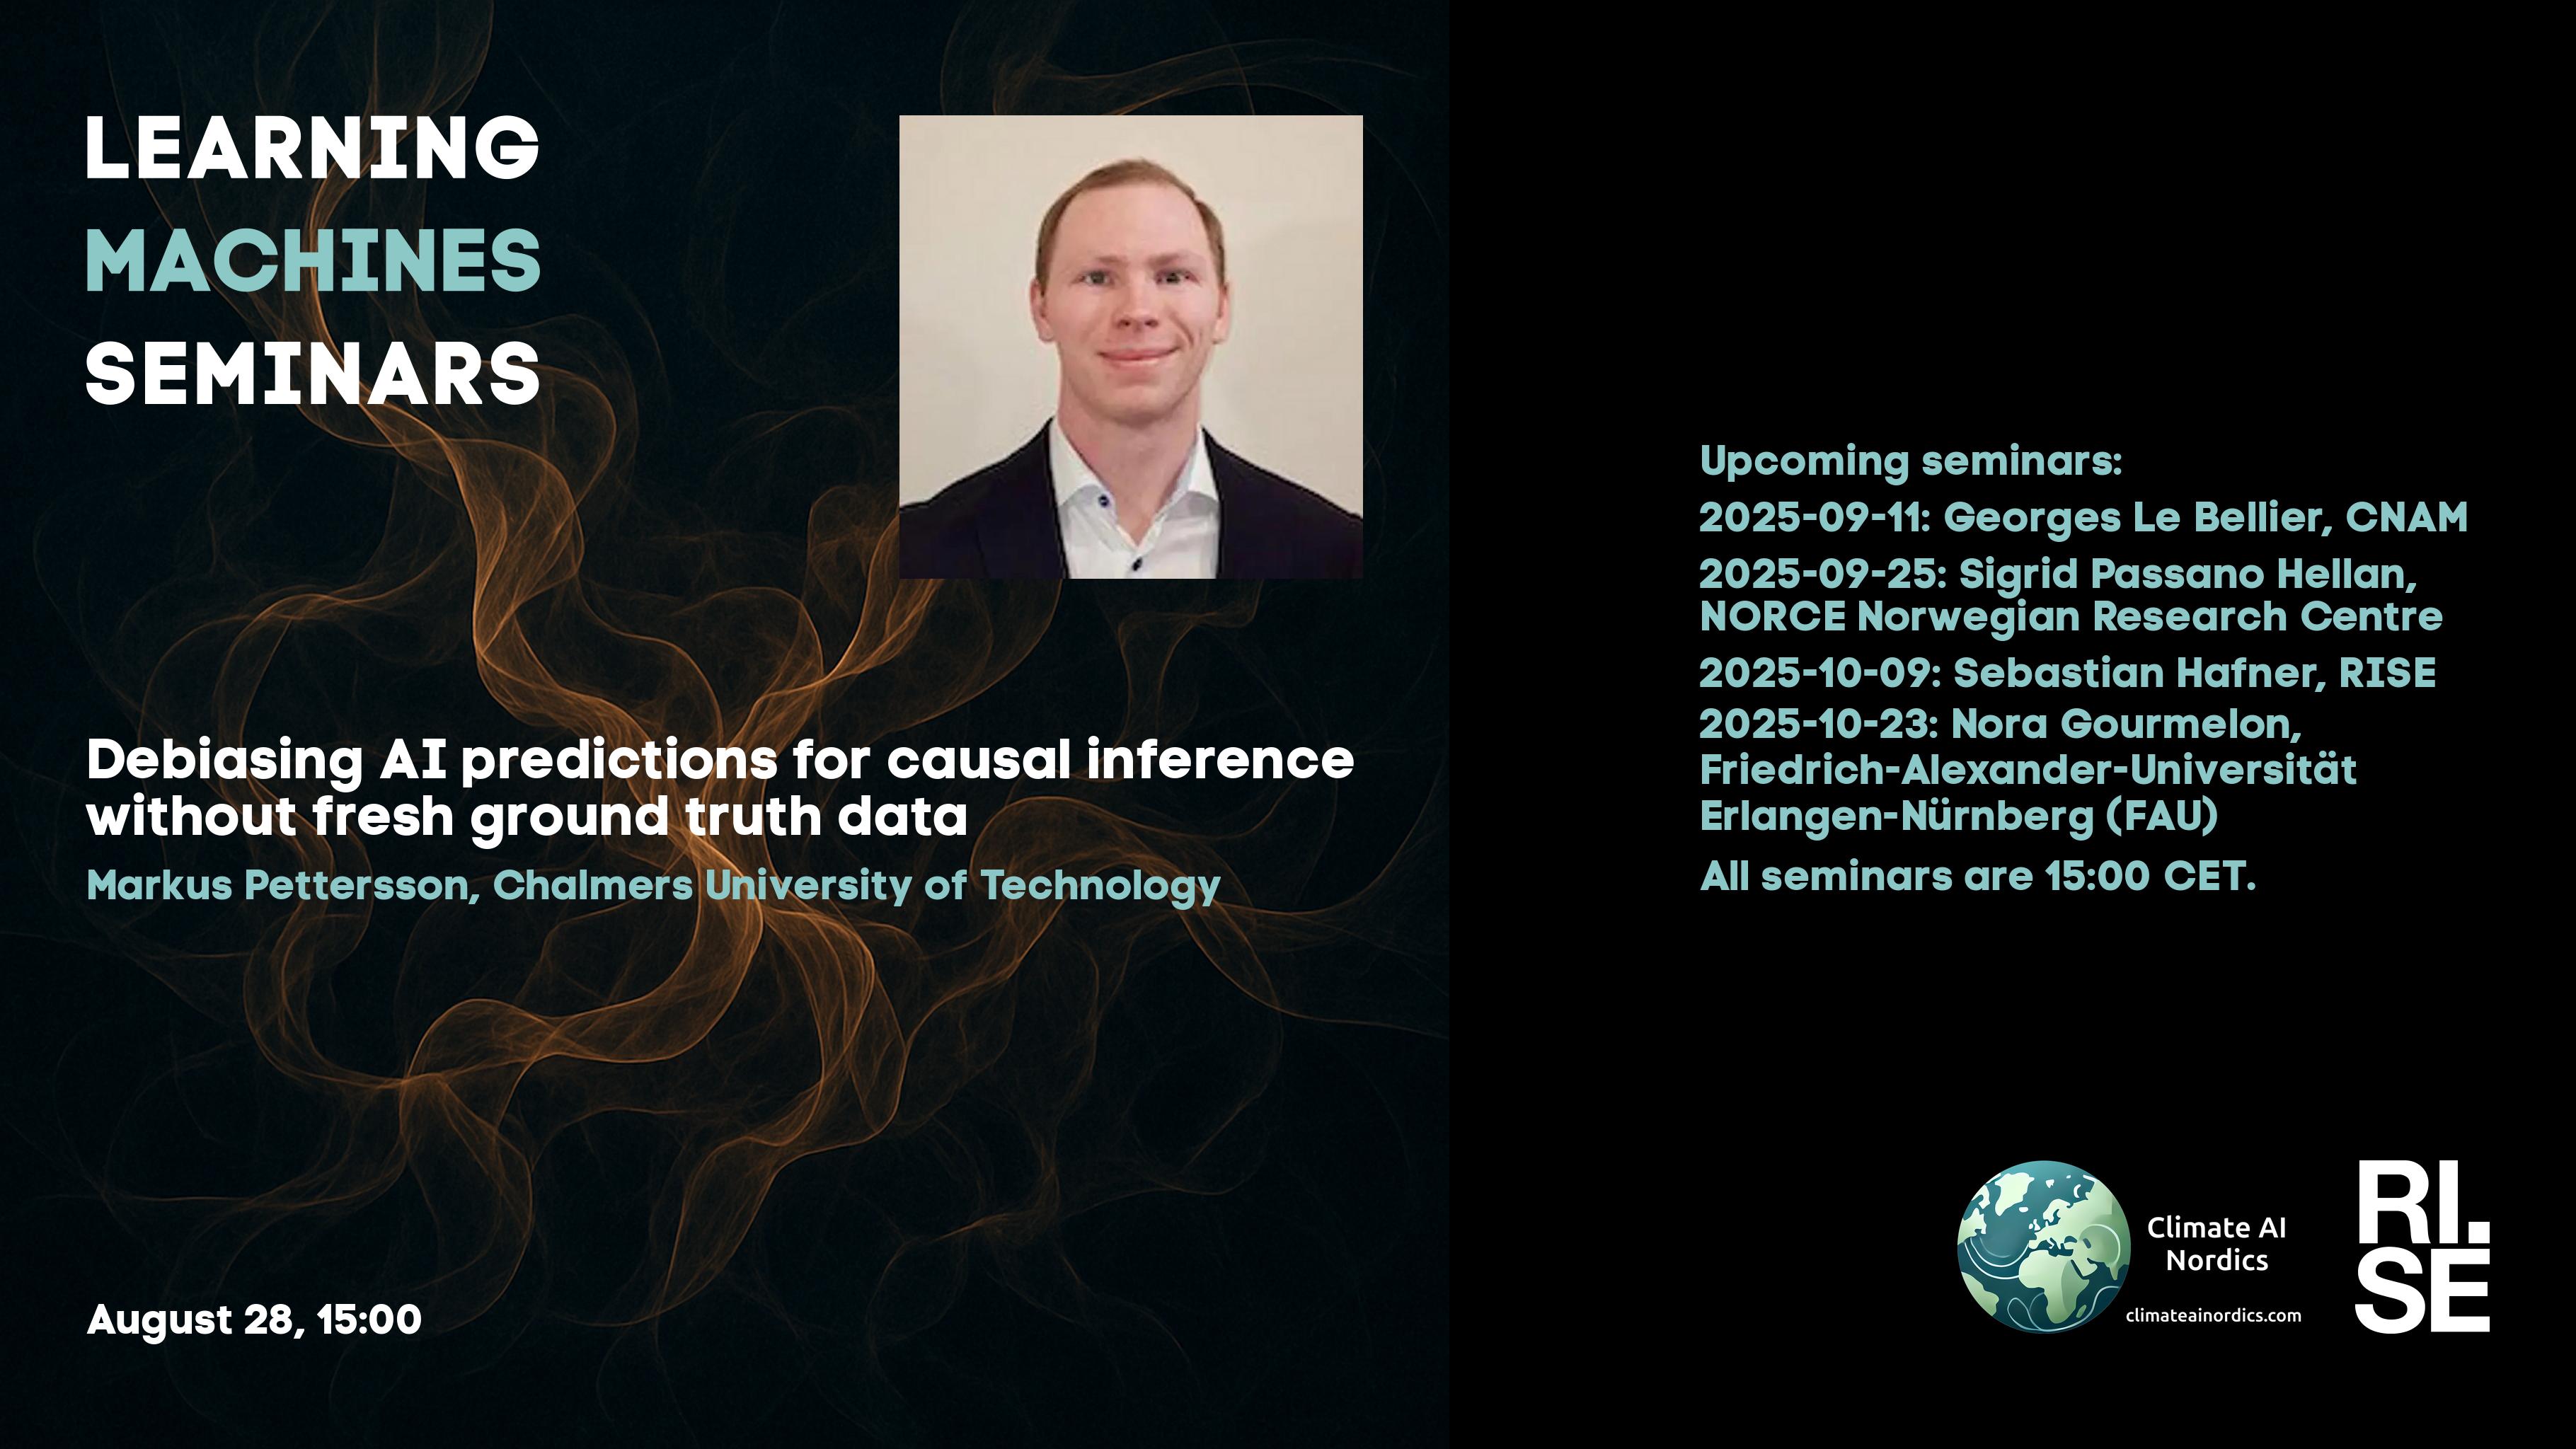 LEARNING
MACHINES
SEMINARS
Debiasing AI predictions for causal inference
without fresh ground truth data
Markus Pettersson, Chalmers University of Technology
August 28, 15:00
Upcoming seminars:
2025-09-11: Georges Le Bellier, CNAM
2025-09-25: Sigrid Passano Hellan,
NORCE Norwegian Research Centre
2025-10-09: Sebastian Hafner, RISE
2025-10-23: Nora Gourmelon,
Friedrich-Alexander-Universität
Erlangen-Nürnberg (FAU)
All seminars are 15:00 CET.
Climate AI
Nordics
climateainordics.com
RI.
SE